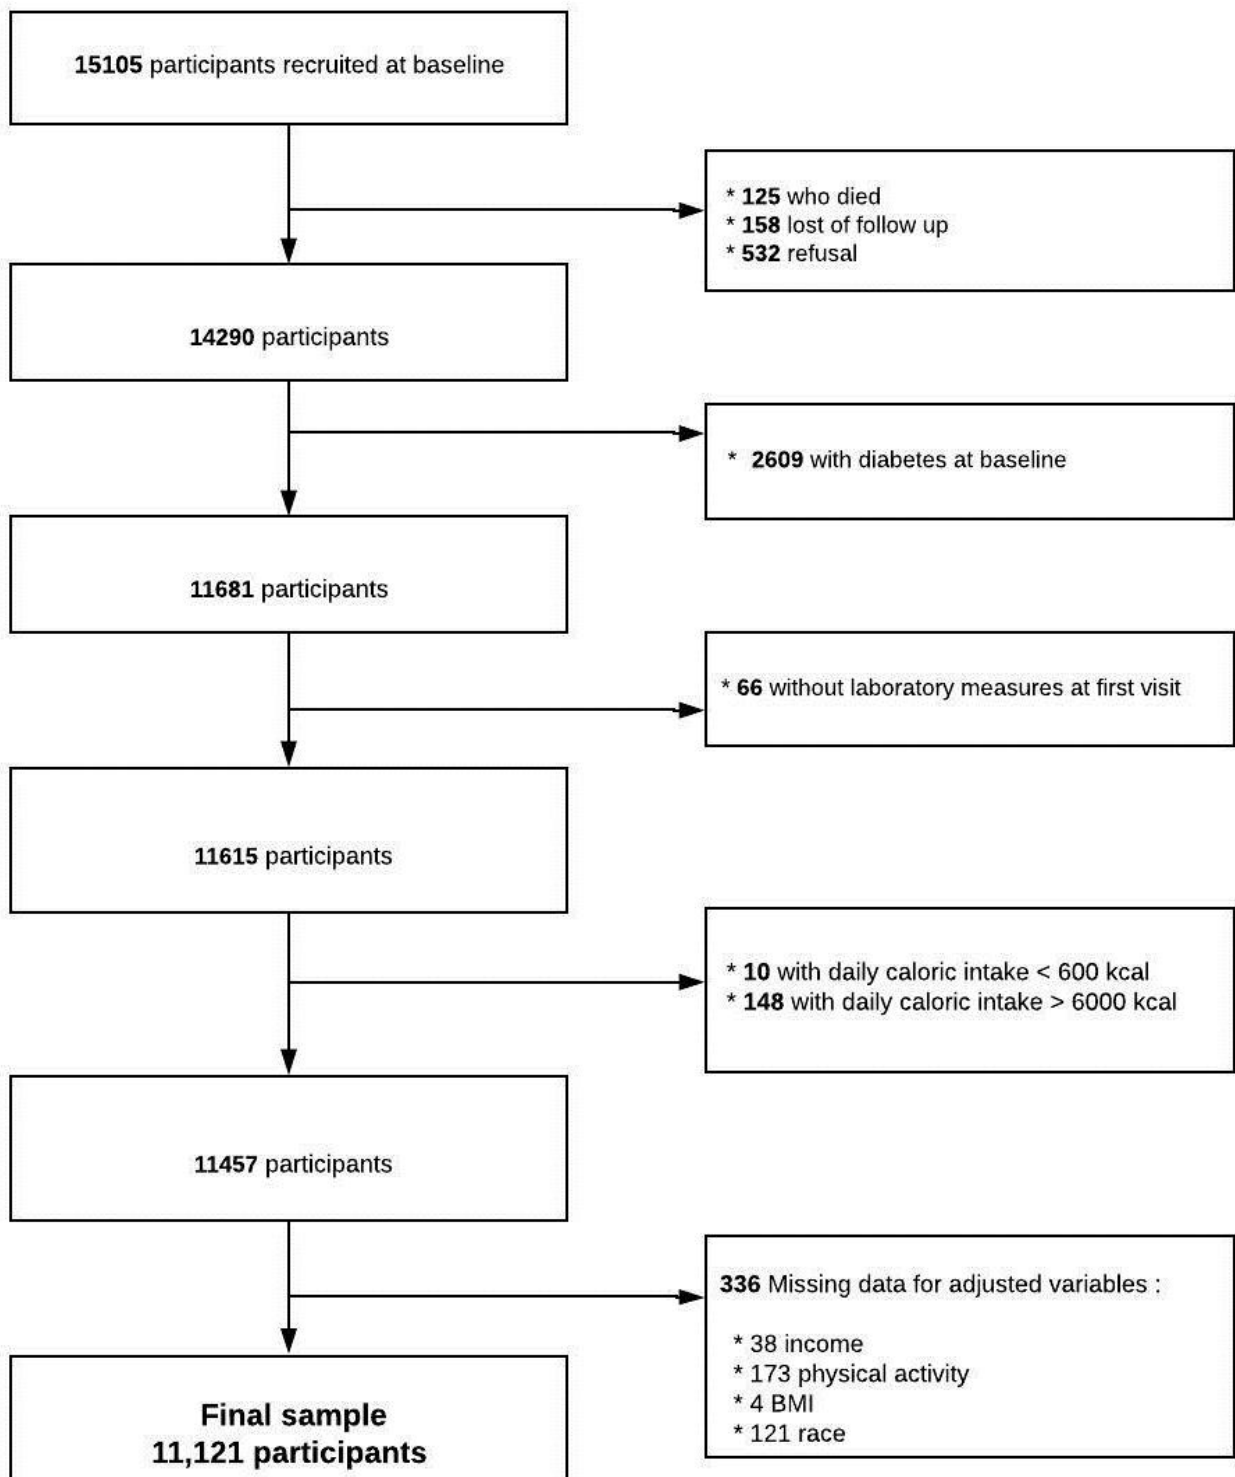 15105 participants recruited at baseline
* 125 who died
* 158 lost of follow up
* 532 refusal
14290 participants
* 2609 with diabetes at baseline
11681 participants
* 66 without laboratory measures at first visit
11615 participants
* 10 with daily caloric intake < 600 kcal
* 148 with daily caloric intake > 6000 kcal
11457 participants
336 Missing data for adjusted variables :
* 38 income
* 173 physical activity
* 4 BMI
* 121 race
Final sample
11,121 participants